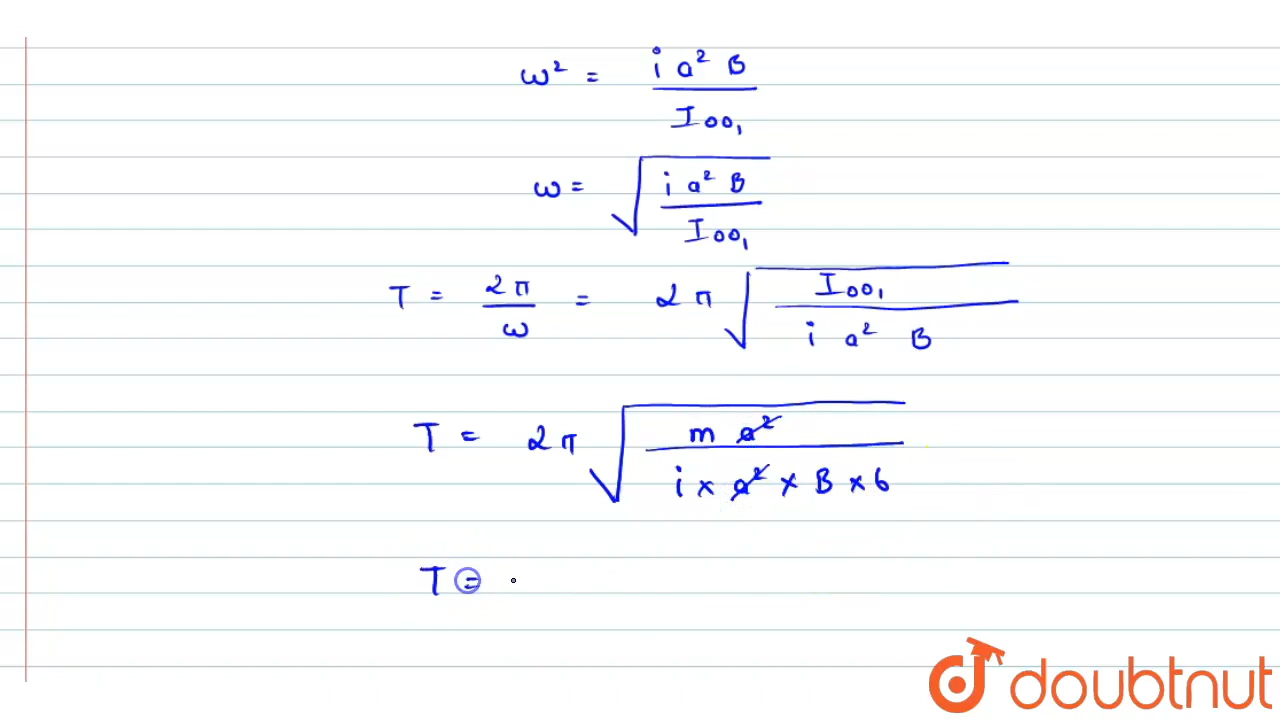 ω² = i a² B / I₀₀₁
ω = √(i a² B / I₀₀₁)
T = 2π / ω = 2π √(I₀₀₁ / i a² B)
T = 2π √(m a² / i × a² × B × 6)
T =
doubtnut